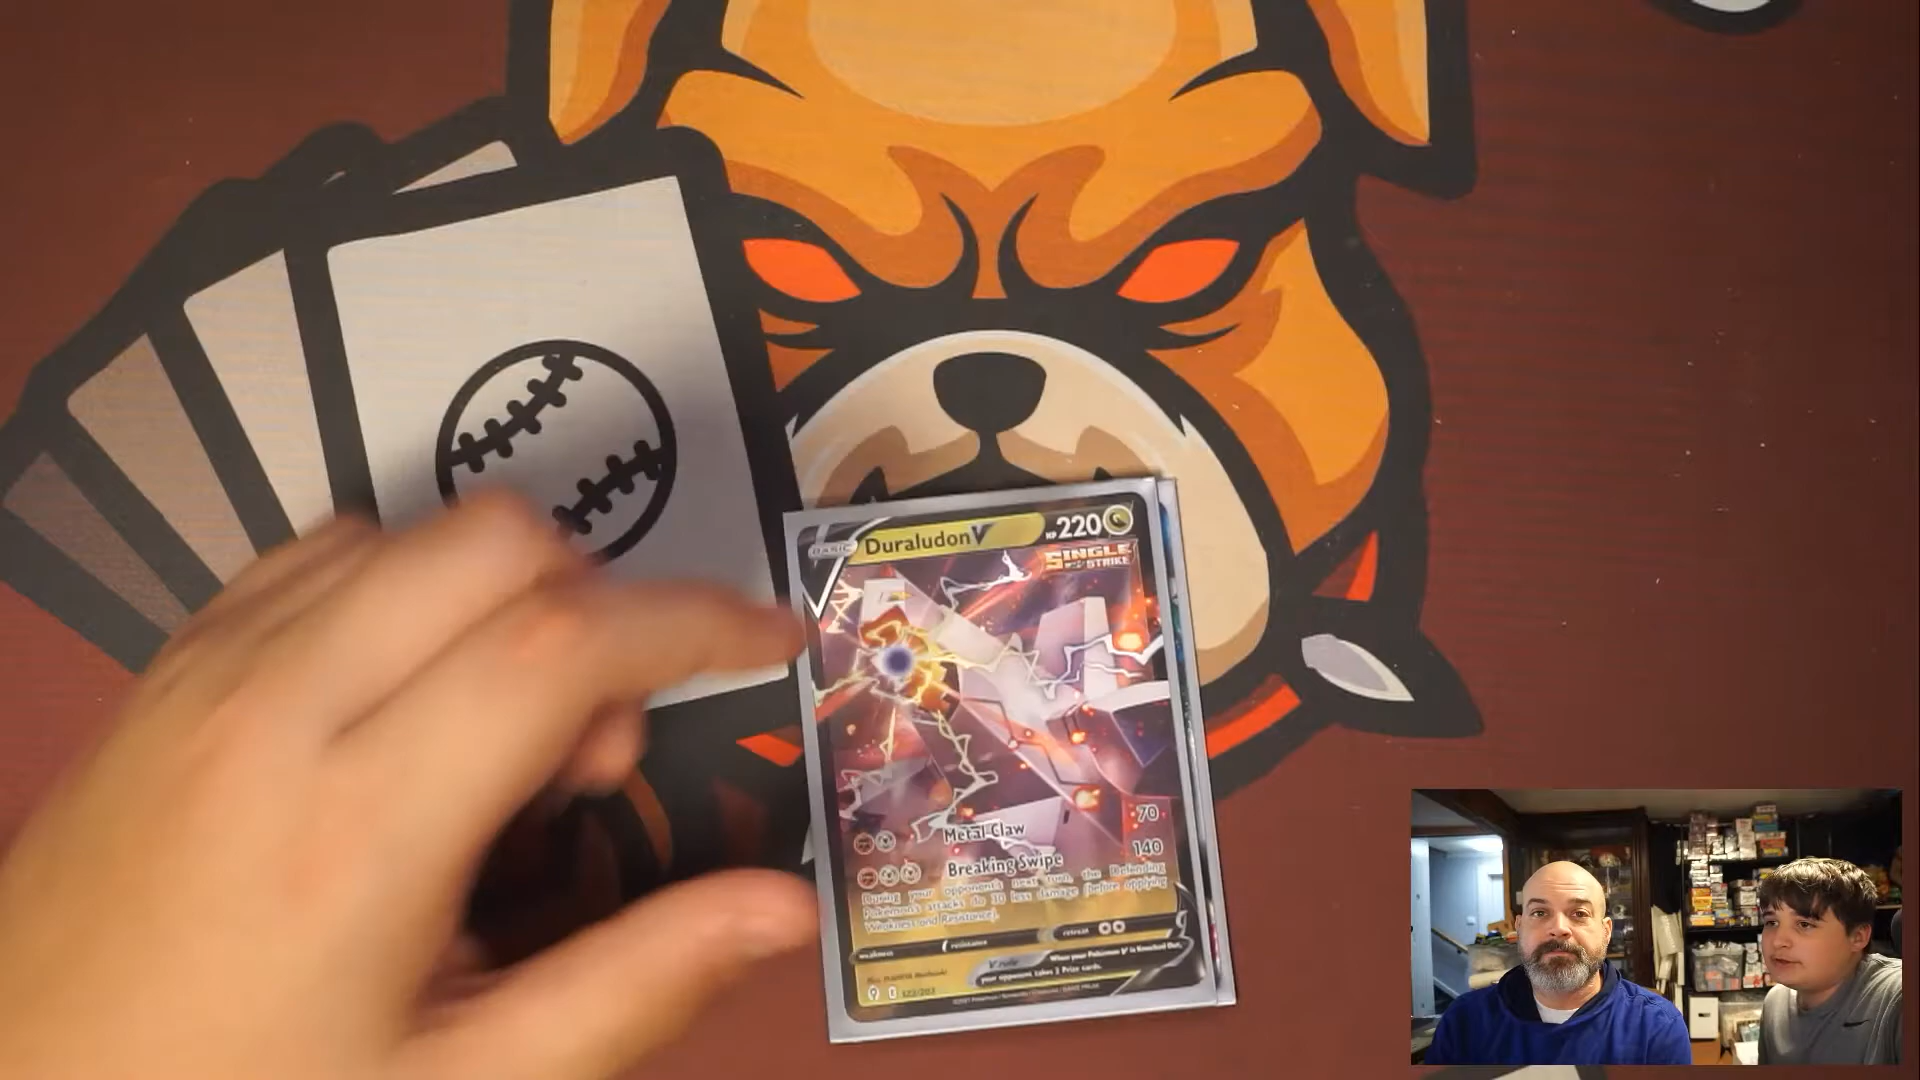 BASIC
Duraludon V
HP 220
SINGLE
STRIKE
Metal Claw 70
Breaking Swipe 140
During your opponent's next turn, the Defending
Pokémon's attacks do 30 less damage (before applying
Weakness and Resistance).
weakness resistance retreat
V rule When your Pokémon V is Knocked Out,
your opponent takes 2 Prize cards.